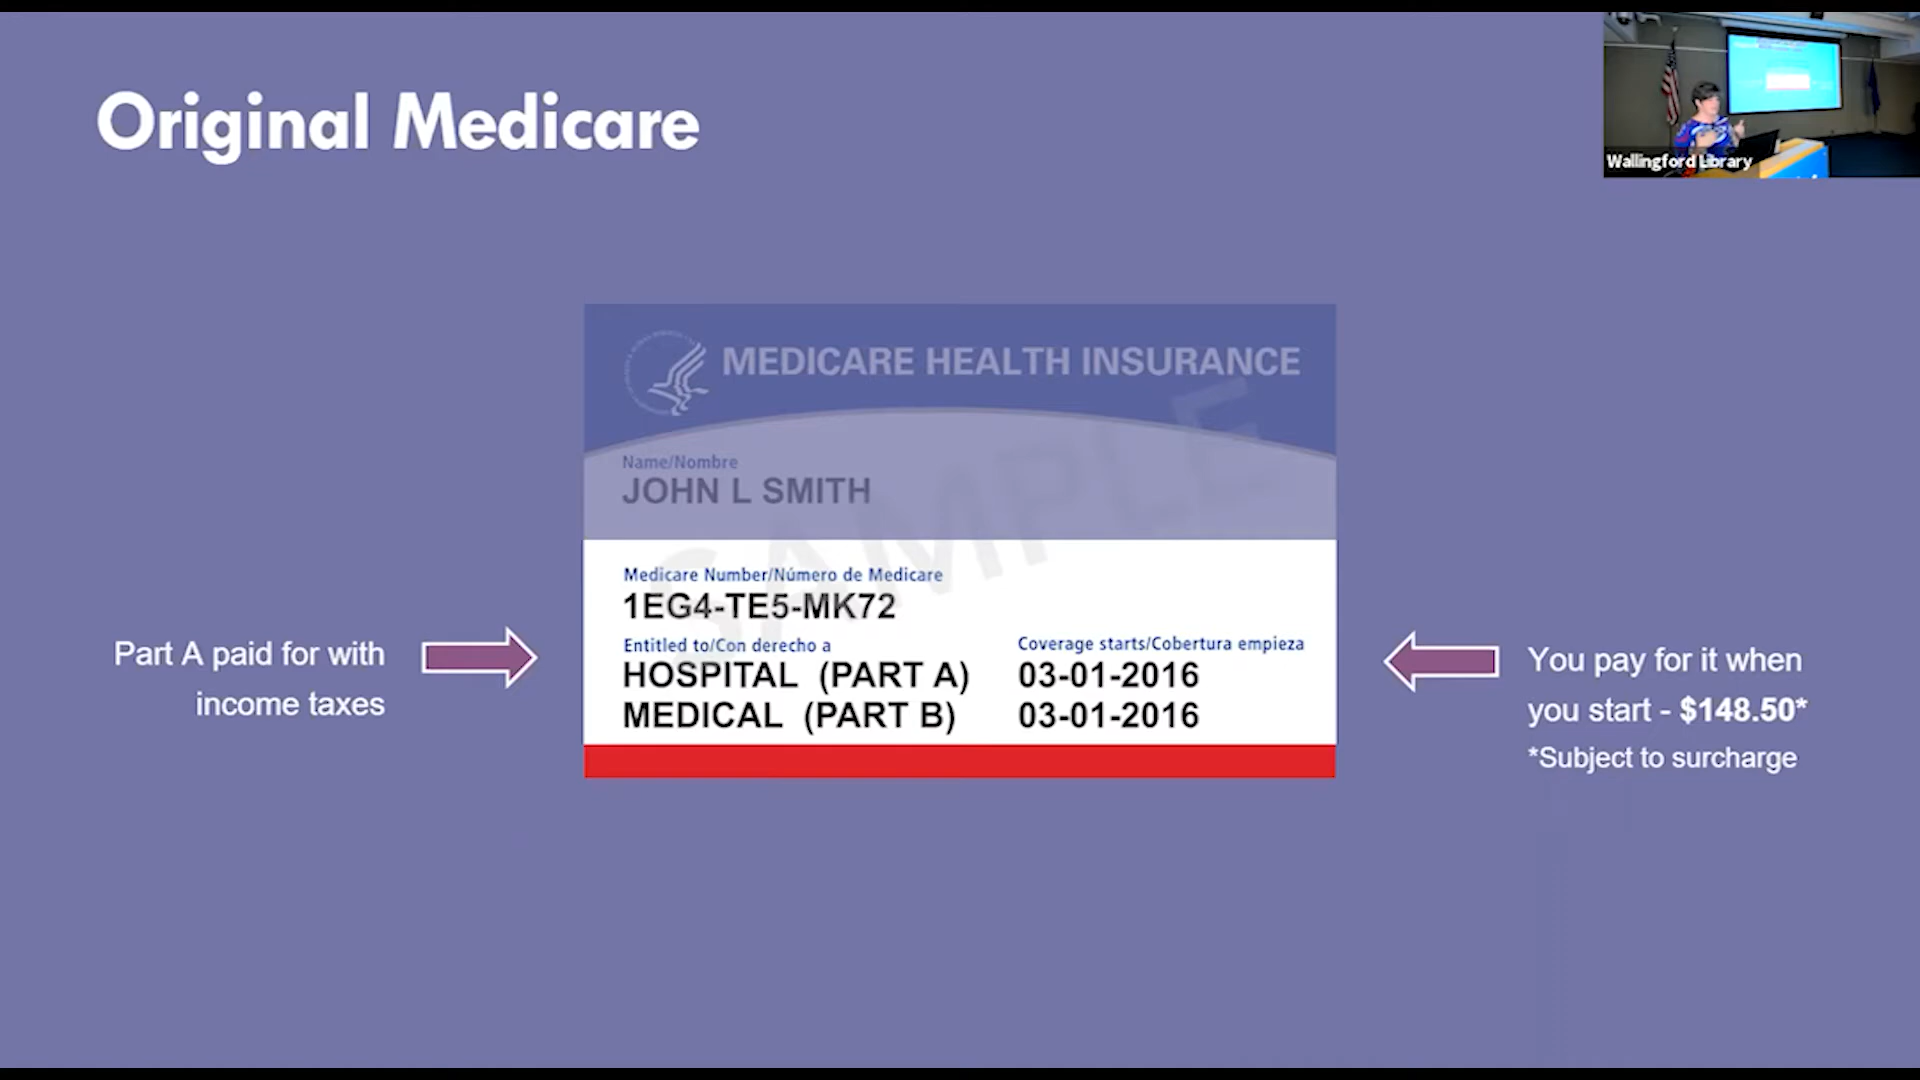 Original Medicare
Wallingford Library
MEDICARE HEALTH INSURANCE
Name/Nombre
JOHN L SMITH
SAMPLE
Medicare Number/Número de Medicare
1EG4-TE5-MK72
Entitled to/Con derecho a
Coverage starts/Cobertura empieza
HOSPITAL (PART A) 03-01-2016
MEDICAL (PART B) 03-01-2016
Part A paid for with
income taxes
You pay for it when
you start - $148.50*
*Subject to surcharge